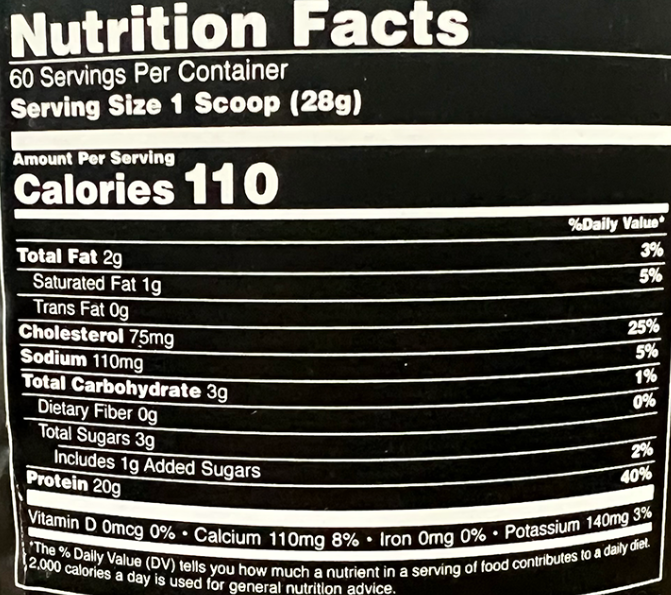 Nutrition Facts
60 Servings Per Container
Serving Size 1 Scoop (28g)
Amount Per Serving
Calories 110
%Daily Value*
Total Fat 2g 3%
Saturated Fat 1g 5%
Trans Fat 0g
Cholesterol 75mg 25%
Sodium 110mg 5%
Total Carbohydrate 3g 1%
Dietary Fiber 0g 0%
Total Sugars 3g
Includes 1g Added Sugars 2%
Protein 20g 40%
Vitamin D 0mcg 0% • Calcium 110mg 8% • Iron 0mg 0% • Potassium 140mg 3%
*The % Daily Value (DV) tells you how much a nutrient in a serving of food contributes to a daily diet.
2,000 calories a day is used for general nutrition advice.